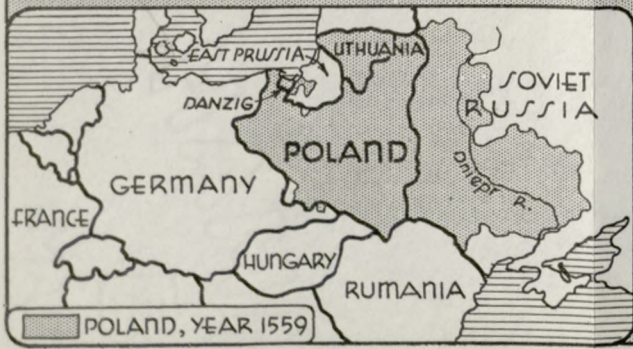 EAST PRUSSIA
LITHUANIA
SOVIET
RUSSIA
DANZIG
POLAND
Dniepr R.
GERMANY
FRANCE
HUNGARY
RUMANIA
POLAND, YEAR 1559